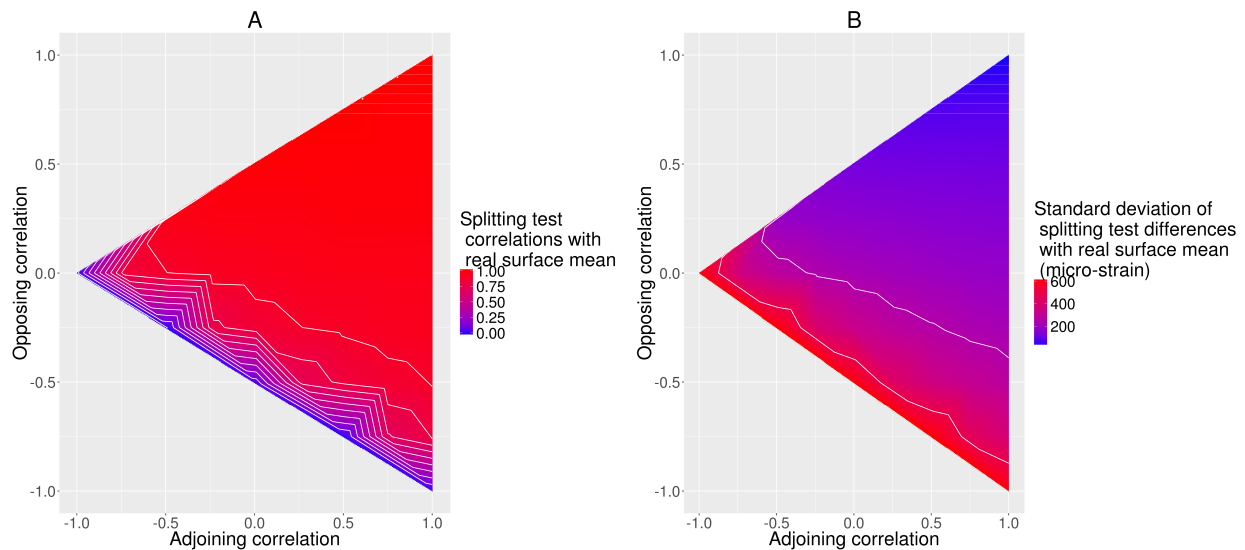 A
1.0
0.5
0.0
-0.5
-1.0
Opposing correlation
-1.0 -0.5 0.0 0.5 1.0
Adjoining correlation
Splitting test
correlations with
real surface mean
1.00
0.75
0.50
0.25
0.00
B
1.0
0.5
0.0
-0.5
-1.0
Opposing correlation
-1.0 -0.5 0.0 0.5 1.0
Adjoining correlation
Standard deviation of
splitting test differences
with real surface mean
(micro-strain)
600
400
200